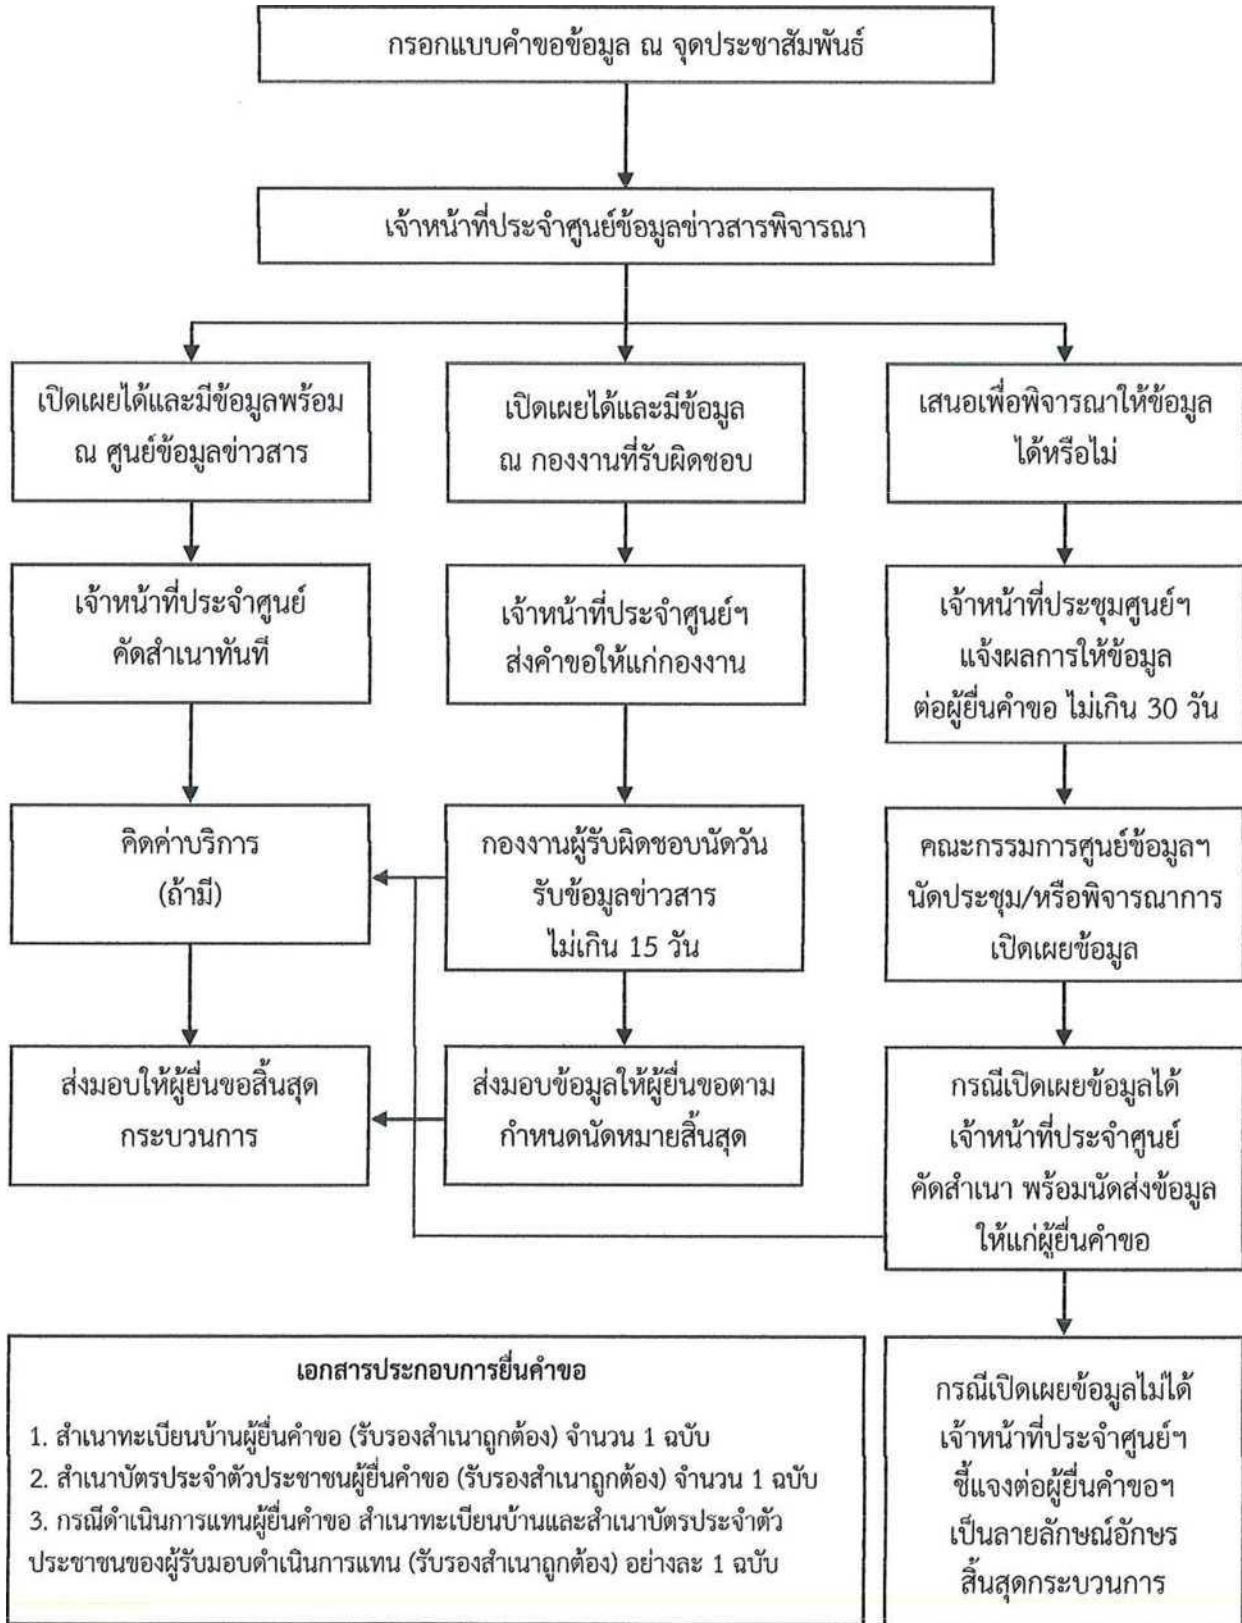 กรอกแบบคำขอข้อมูล ณ จุดประชาสัมพันธ์
เจ้าหน้าที่ประจำศูนย์ข้อมูลข่าวสารพิจารณา
เปิดเผยได้และมีข้อมูลพร้อม
ณ ศูนย์ข้อมูลข่าวสาร
เปิดเผยได้และมีข้อมูล
ณ กองงานที่รับผิดชอบ
เสนอเพื่อพิจารณาให้ข้อมูล
ได้หรือไม่
เจ้าหน้าที่ประจำศูนย์
คัดสำเนาทันที
เจ้าหน้าที่ประจำศูนย์ฯ
ส่งคำขอให้แก่กองงาน
เจ้าหน้าที่ประชุมศูนย์ฯ
แจ้งผลการให้ข้อมูล
ต่อผู้ยื่นคำขอ ไม่เกิน 30 วัน
คิดค่าบริการ
(ถ้ามี)
กองงานผู้รับผิดชอบนัดวัน
รับข้อมูลข่าวสาร
ไม่เกิน 15 วัน
คณะกรรมการศูนย์ข้อมูลฯ
นัดประชุม/หรือพิจารณาการ
เปิดเผยข้อมูล
ส่งมอบให้ผู้ยื่นขอสิ้นสุด
กระบวนการ
ส่งมอบข้อมูลให้ผู้ยื่นขอตาม
กำหนดนัดหมายสิ้นสุด
กรณีเปิดเผยข้อมูลได้
เจ้าหน้าที่ประจำศูนย์
คัดสำเนา พร้อมนัดส่งข้อมูล
ให้แก่ผู้ยื่นคำขอ
เอกสารประกอบการยื่นคำขอ
1. สำเนาทะเบียนบ้านผู้ยื่นคำขอ (รับรองสำเนาถูกต้อง) จำนวน 1 ฉบับ
2. สำเนาบัตรประจำตัวประชาชนผู้ยื่นคำขอ (รับรองสำเนาถูกต้อง) จำนวน 1 ฉบับ
3. กรณีดำเนินการแทนผู้ยื่นคำขอ สำเนาทะเบียนบ้านและสำเนาบัตรประจำตัว
ประชาชนของผู้รับมอบดำเนินการแทน (รับรองสำเนาถูกต้อง) อย่างละ 1 ฉบับ
กรณีเปิดเผยข้อมูลไม่ได้
เจ้าหน้าที่ประจำศูนย์ฯ
ชี้แจงต่อผู้ยื่นคำขอฯ
เป็นลายลักษณ์อักษร
สิ้นสุดกระบวนการ